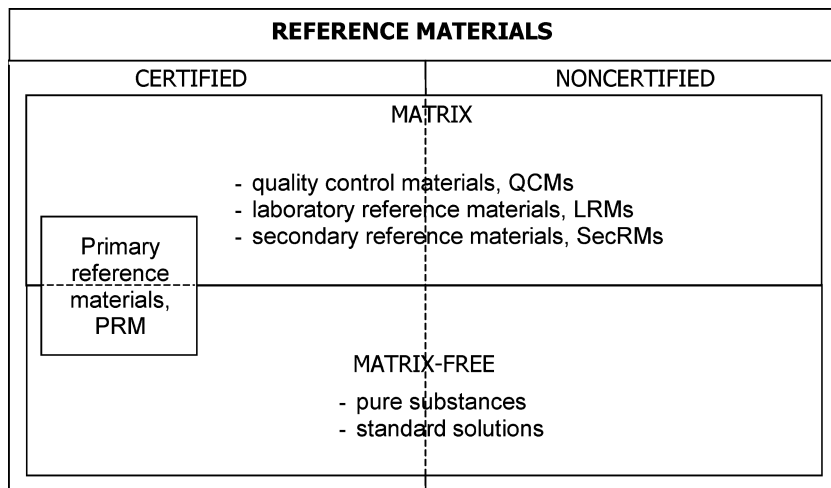 REFERENCE MATERIALS
CERTIFIED
NONCERTIFIED
MATRIX
- quality control materials, QCMs
- laboratory reference materials, LRMs
- secondary reference materials, SecRMs
Primary
reference
materials,
PRM
MATRIX-FREE
- pure substances
- standard solutions